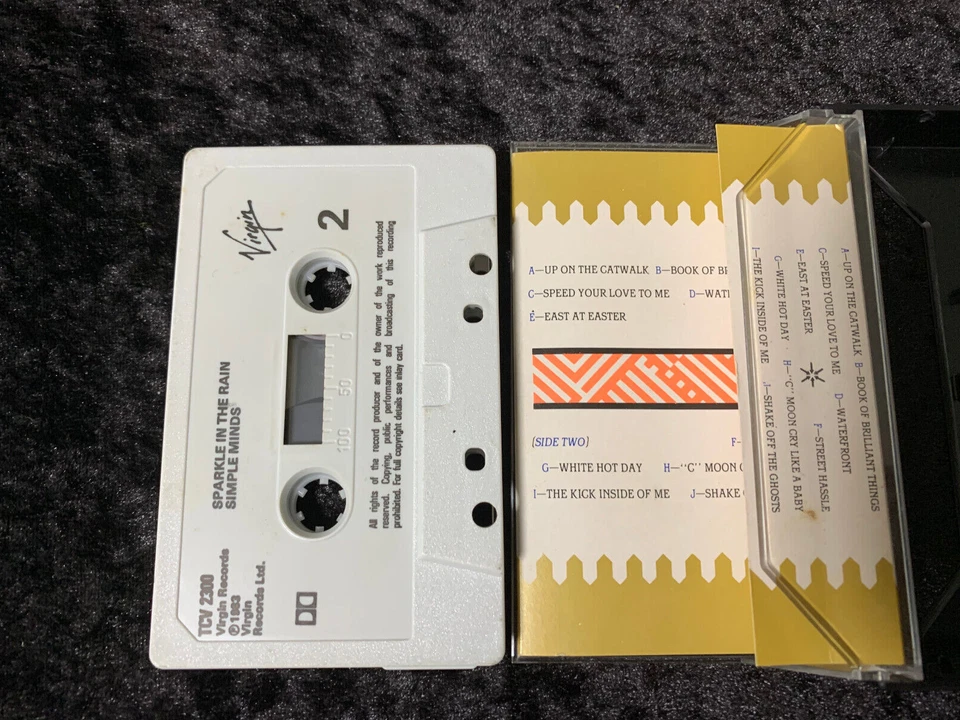 Virgin
2
SPARKLE IN THE RAIN
SIMPLE MINDS
TCV 2300
Virgin Records
℗ 1983
Virgin
Records Ltd.
100 50 0
All rights of the record producer and of the owner of the work reproduced
reserved. Copying, public performances and broadcasting of this recording
prohibited. For full copyright details see inlay card.
A—UP ON THE CATWALK B—BOOK OF
C—SPEED YOUR LOVE TO ME D—
E—EAST AT EASTER
(SIDE TWO) F—
G—WHITE HOT DAY H—"C" MOON
I—THE KICK INSIDE OF ME J—SHAKE
A—UP ON THE CATWALK B—BOOK OF BRILLIANT THINGS
C—SPEED YOUR LOVE TO ME D—WATERFRONT
E—EAST AT EASTER F—STREET HASSLE
G—WHITE HOT DAY H—"C" MOON CRY LIKE A BABY
I—THE KICK INSIDE OF ME J—SHAKE OFF THE GHOSTS